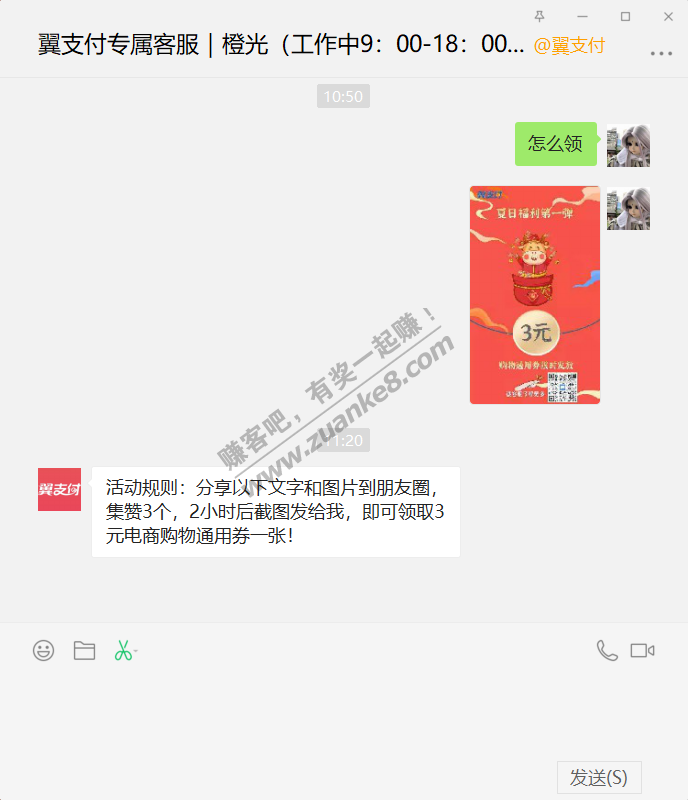 翼支付专属客服｜橙光（工作中9：00-18：00... @翼支付
10:50
怎么领
夏日福利第一弹
3元
购物通用券限时发放
11:20
赚客吧，有奖一起赚！
www.zuanke8.com
翼支付
活动规则：分享以下文字和图片到朋友圈，
集赞3个，2小时后截图发给我，即可领取3
元电商购物通用券一张！
发送(S)